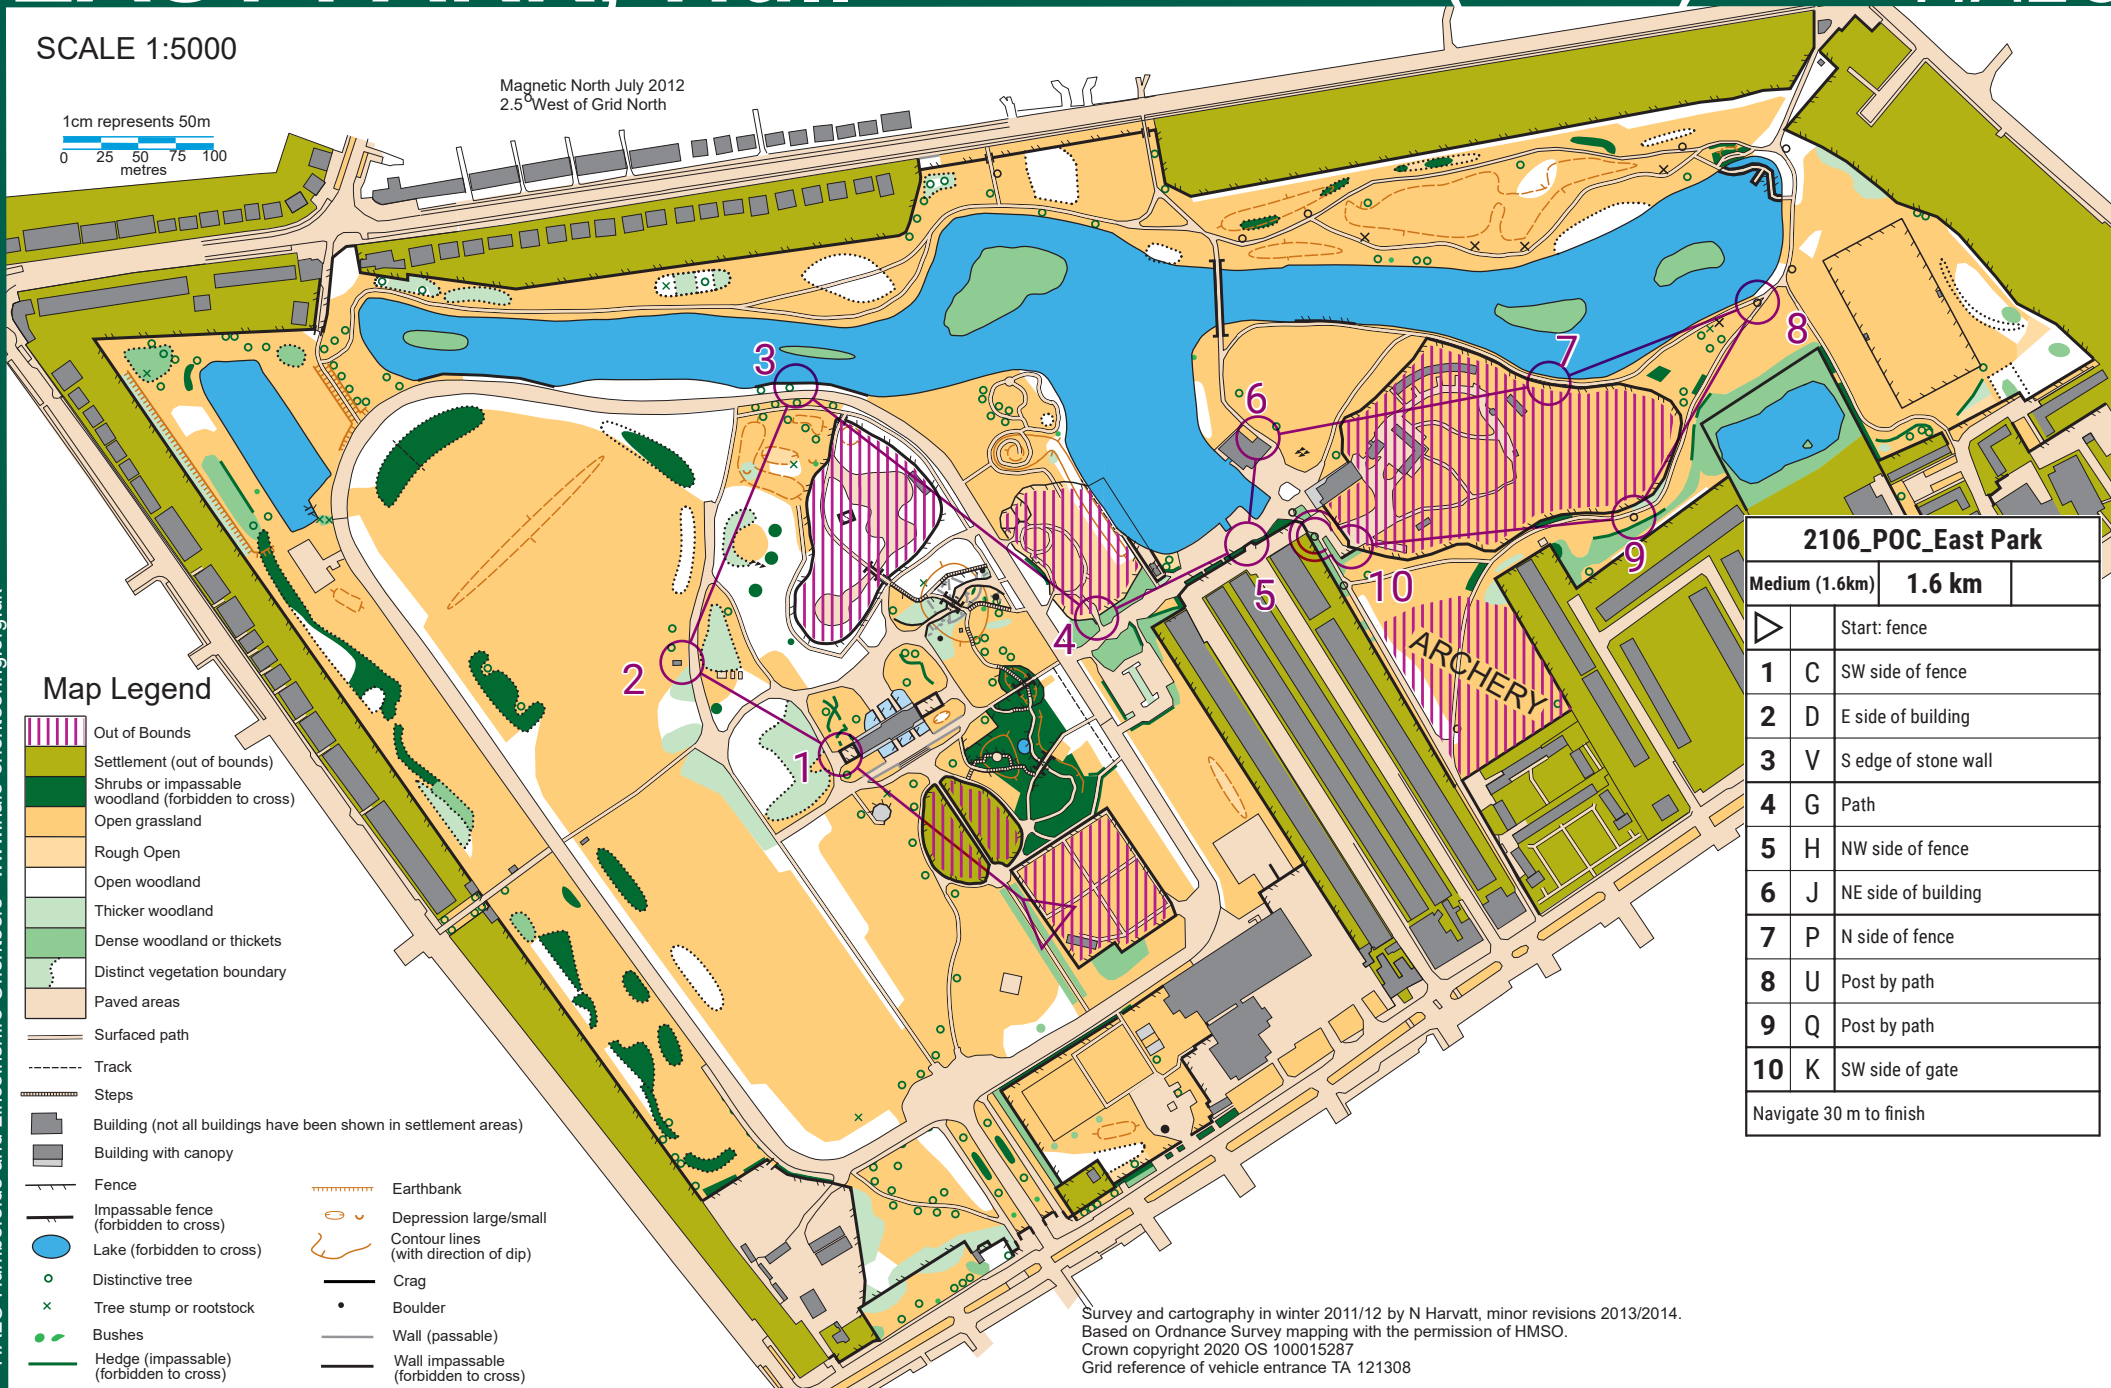 SCALE 1:5000
Magnetic North July 2012
2.5° West of Grid North
1cm represents 50m
0 25 50 75 100
metres
3
7
8
6
5
10
9
4
2
1
ARCHERY
Map Legend
Out of Bounds
Settlement (out of bounds)
Shrubs or impassable
woodland (forbidden to cross)
Open grassland
Rough Open
Open woodland
Thicker woodland
Dense woodland or thickets
Distinct vegetation boundary
Paved areas
Surfaced path
Track
Steps
Building (not all buildings have been shown in settlement areas)
Building with canopy
Fence
Impassable fence
(forbidden to cross)
Lake (forbidden to cross)
Distinctive tree
Tree stump or rootstock
Bushes
Hedge (impassable)
(forbidden to cross)
Earthbank
Depression large/small
Contour lines
(with direction of dip)
Crag
Boulder
Wall (passable)
Wall impassable
(forbidden to cross)
2106_POC_East Park
Medium (1.6km) 1.6 km
Start: fence
1 C SW side of fence
2 D E side of building
3 V S edge of stone wall
4 G Path
5 H NW side of fence
6 J NE side of building
7 P N side of fence
8 U Post by path
9 Q Post by path
10 K SW side of gate
Navigate 30 m to finish
Survey and cartography in winter 2011/12 by N Harvatt, minor revisions 2013/2014.
Based on Ordnance Survey mapping with the permission of HMSO.
Crown copyright 2020 OS 100015287
Grid reference of vehicle entrance TA 121308